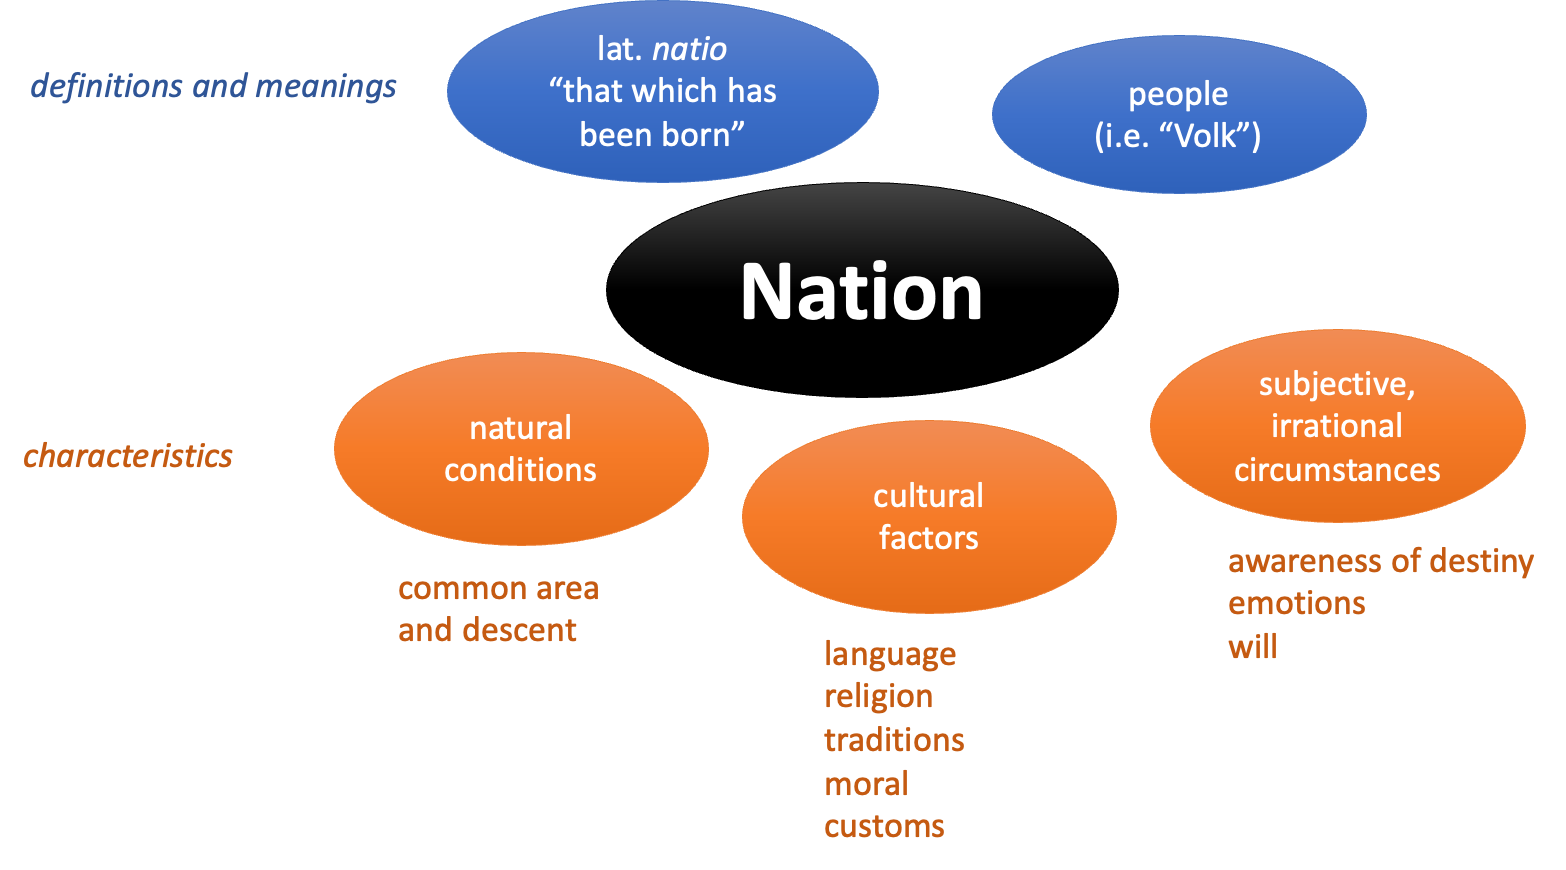 definitions and meanings
lat. natio
“that which has
been born”
people
(i.e. “Volk”)
Nation
characteristics
natural
conditions
common area
and descent
cultural
factors
language
religion
traditions
moral
customs
subjective,
irrational
circumstances
awareness of destiny
emotions
will